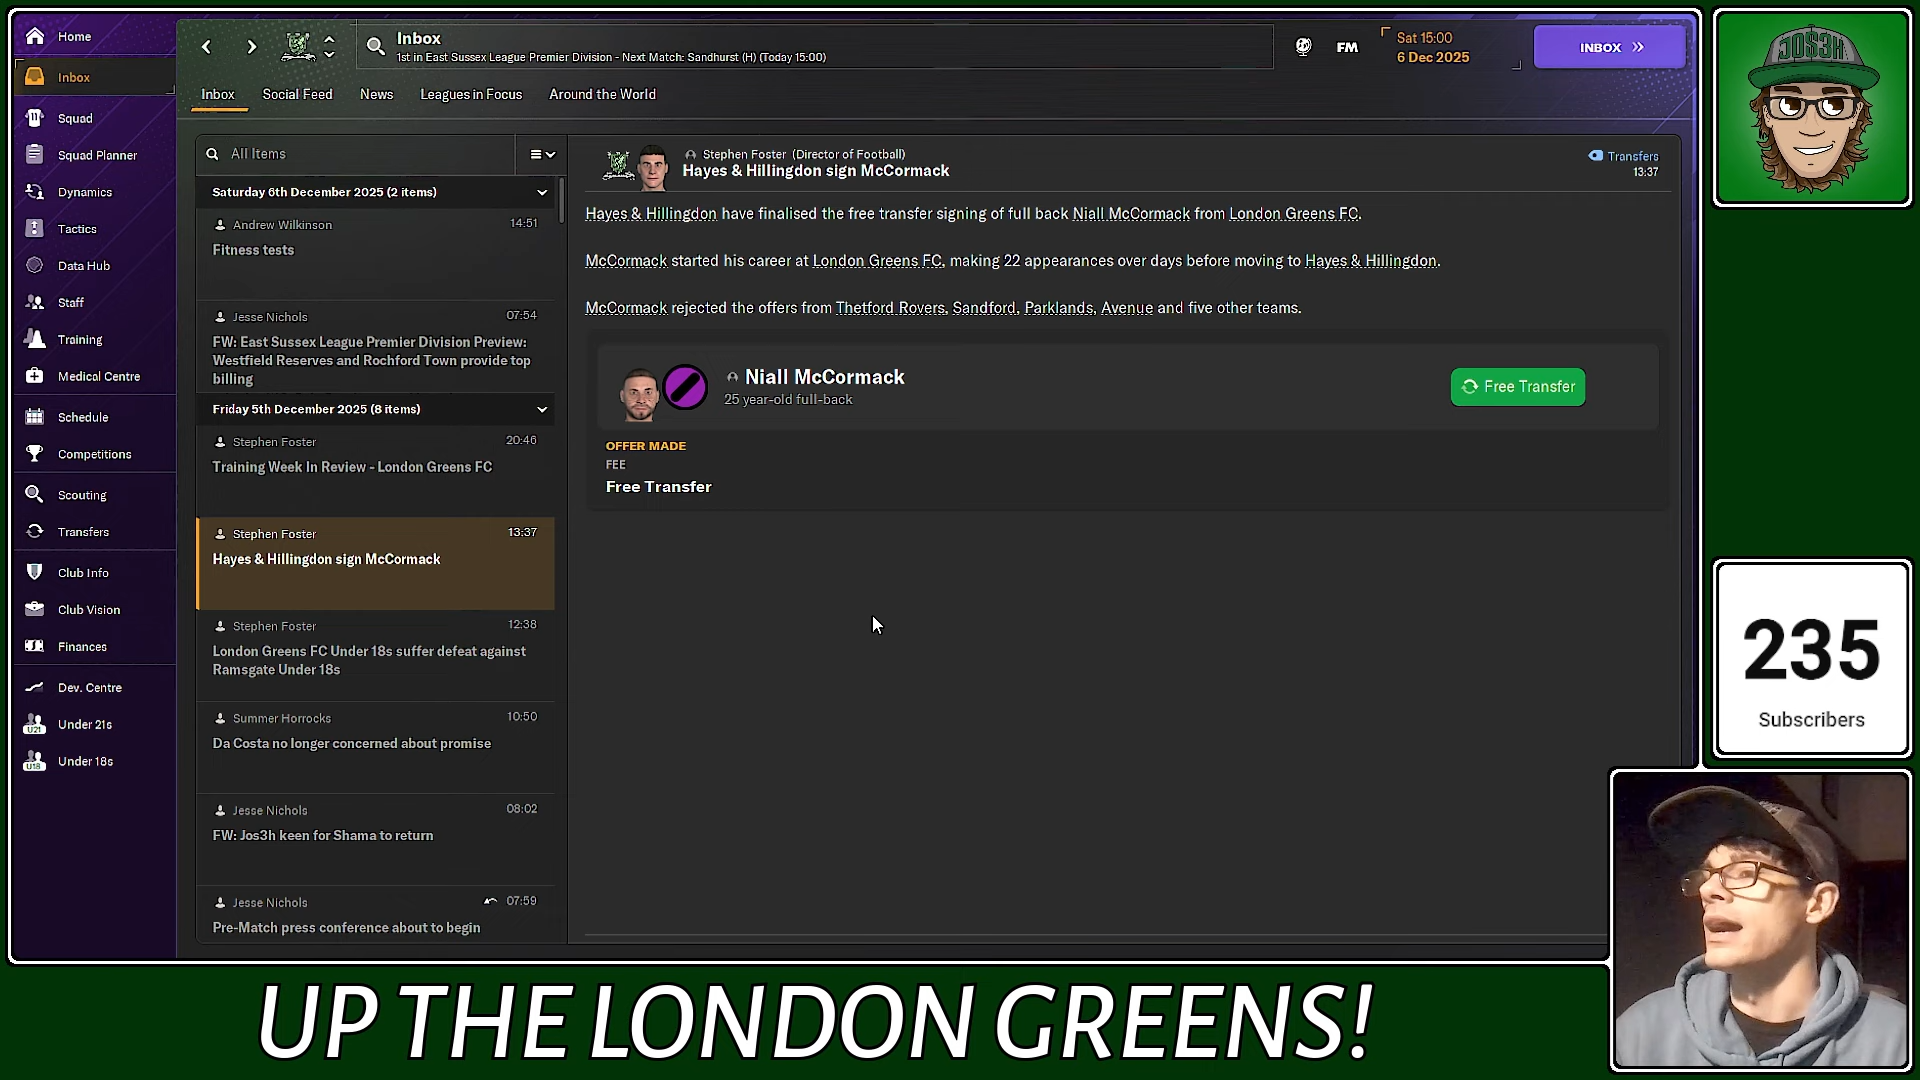 Home
Inbox
Squad
Squad Planner
Dynamics
Tactics
Data Hub
Staff
Training
Medical Centre
Schedule
Competitions
Scouting
Transfers
Club Info
Club Vision
Finances
Dev. Centre
U21
Under 21s
U18
Under 18s
Inbox
1st in East Sussex League Premier Division - Next Match: Sandhurst (H) (Today 15:00)
FM
Sat 15:00
6 Dec 2025
INBOX
Inbox Social Feed News Leagues in Focus Around the World
All Items
Saturday 6th December 2025 (2 items)
Andrew Wilkinson 14:51
Fitness tests
Jesse Nichols 07:54
FW: East Sussex League Premier Division Preview:
Westfield Reserves and Rochford Town provide top
billing
Friday 5th December 2025 (8 items)
Stephen Foster 20:46
Training Week In Review - London Greens FC
Stephen Foster 13:37
Hayes & Hillingdon sign McCormack
Stephen Foster 12:38
London Greens FC Under 18s suffer defeat against
Ramsgate Under 18s
Summer Horrocks 10:50
Da Costa no longer concerned about promise
Jesse Nichols 08:02
FW: Jos3h keen for Shama to return
Jesse Nichols 07:59
Pre-Match press conference about to begin
Stephen Foster (Director of Football)
Hayes & Hillingdon sign McCormack
Transfers
13:37
Hayes & Hillingdon have finalised the free transfer signing of full back Niall McCormack from London Greens FC.
McCormack started his career at London Greens FC, making 22 appearances over days before moving to Hayes & Hillingdon.
McCormack rejected the offers from Thetford Rovers, Sandford, Parklands, Avenue and five other teams.
Niall McCormack
25 year-old full-back
Free Transfer
OFFER MADE
FEE
Free Transfer
JOS3H
235
Subscribers
UP THE LONDON GREENS!